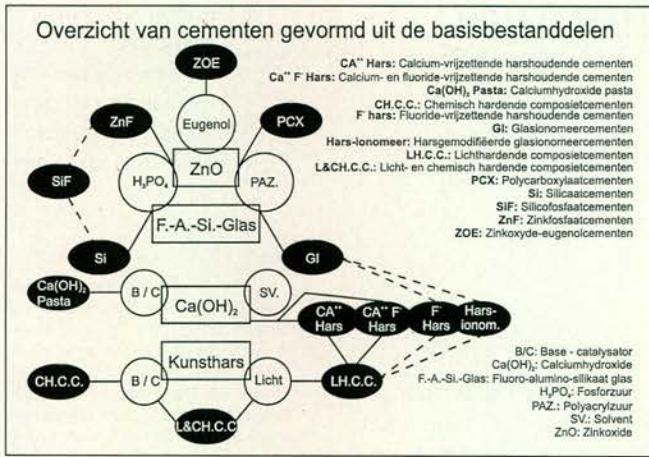 Overzicht van cementen gevormd uit de basisbestanddelen
ZOE
CA⁺⁺ Hars: Calcium-vrijzettende harshoudende cementen
Ca⁺⁺ F⁻ Hars: Calcium- en fluoride-vrijzettende harshoudende cementen
Ca(OH)₂ Pasta: Calciumhydroxide pasta
CH.C.C.: Chemisch hardende composietcementen
F⁻ hars: Fluoride-vrijzettende harshoudende cementen
GI: Glasionomeercementen
Hars-ionomeer: Harsgemodifiëerde glasionomeercementen
LH.C.C.: Lichthardende composietcementen
L&CH.C.C.: Licht- en chemisch hardende composietcementen
PCX: Polycarboxylaatcementen
Si: Silicaatcementen
SiF: Silicofosfaatcementen
ZnF: Zinkfosfaatcementen
ZOE: Zinkoxyde-eugenolcementen
ZnF
Eugenol
PCX
ZnO
SiF
H₃PO₄
PAZ.
F.-A.-Si.-Glas
Si
GI
Ca(OH)₂
Pasta
B / C
Ca(OH)₂
SV.
CA⁺⁺
Hars
CA⁺⁺ F⁻
Hars
F⁻
Hars
Hars-
ionom.
Kunsthars
CH.C.C.
B / C
Licht
LH.C.C.
L&CH.C.C
B/C: Base - catalysator
Ca(OH)₂: Calciumhydroxide
F.-A.-Si-Glas: Fluoro-alumino-silikaat glas
H₃PO₄: Fosforzuur
PAZ.: Polyacrylzuur
SV.: Solvent
ZnO: Zinkoxide